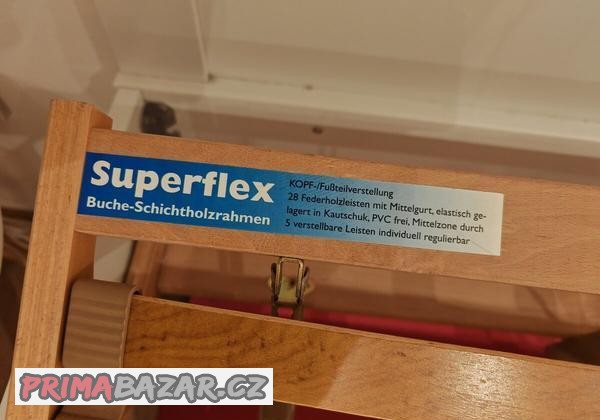 Superflex
Buche-Schichtholzrahmen
KOPF-/Fußteilverstellung
28 Federholzleisten mit Mittelgurt, elastisch ge-
lagert in Kautschuk, PVC frei, Mittelzone durch
5 verstellbare Leisten individuell regulierbar
PRIMABAZAR.CZ